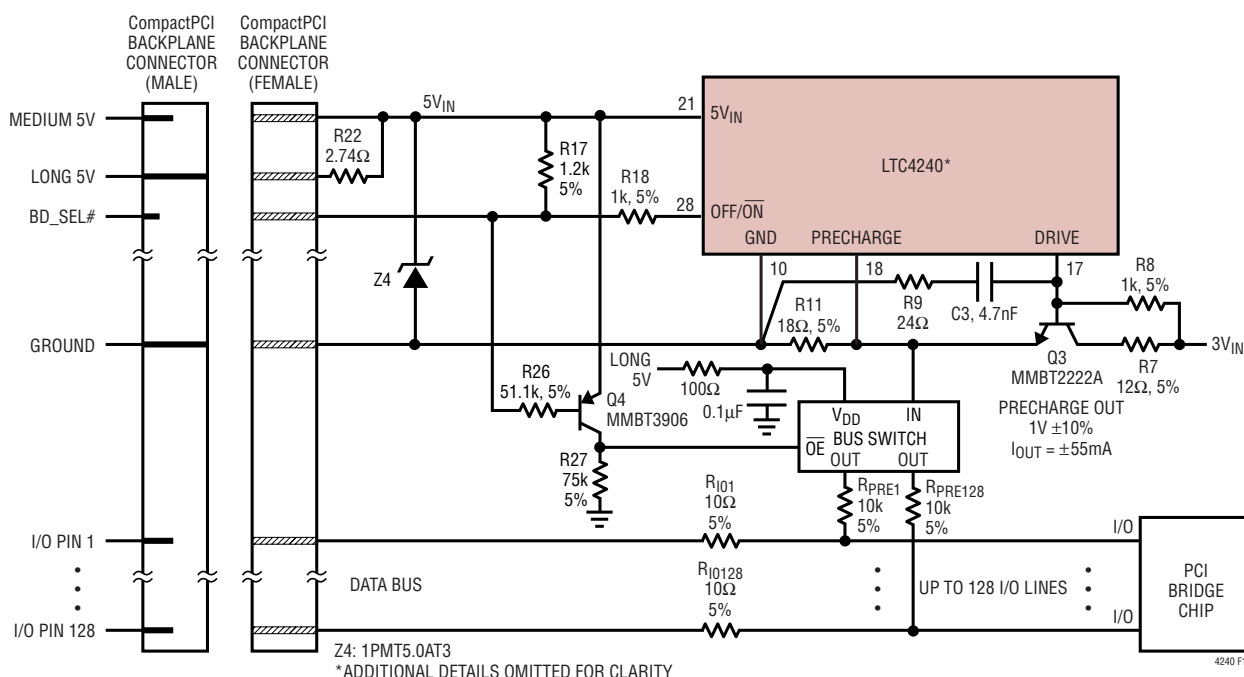 CompactPCI
BACKPLANE
CONNECTOR
(MALE)
CompactPCI
BACKPLANE
CONNECTOR
(FEMALE)
MEDIUM 5V
LONG 5V
BD_SEL#
GROUND
I/O PIN 1
I/O PIN 128
5VIN
R22
2.74Ω
R17
1.2k
5%
R18
1k, 5%
21
28
5VIN
OFF/ON
LTC4240*
GND
PRECHARGE
DRIVE
10
18
17
Z4
R11
18Ω, 5%
R9
24Ω
C3, 4.7nF
R8
1k, 5%
3VIN
Q3
MMBT2222A
R7
12Ω, 5%
PRECHARGE OUT
1V ±10%
IOUT = ±55mA
LONG
5V
100Ω
0.1µF
R26
51.1k, 5%
Q4
MMBT3906
R27
75k
5%
VDD
IN
OE
BUS SWITCH
OUT
OUT
RPRE1
10k
5%
RPRE128
10k
5%
RIO1
10Ω
5%
RIO128
10Ω
5%
DATA BUS
UP TO 128 I/O LINES
I/O
I/O
PCI
BRIDGE
CHIP
Z4: 1PMT5.0AT3
*ADDITIONAL DETAILS OMITTED FOR CLARITY